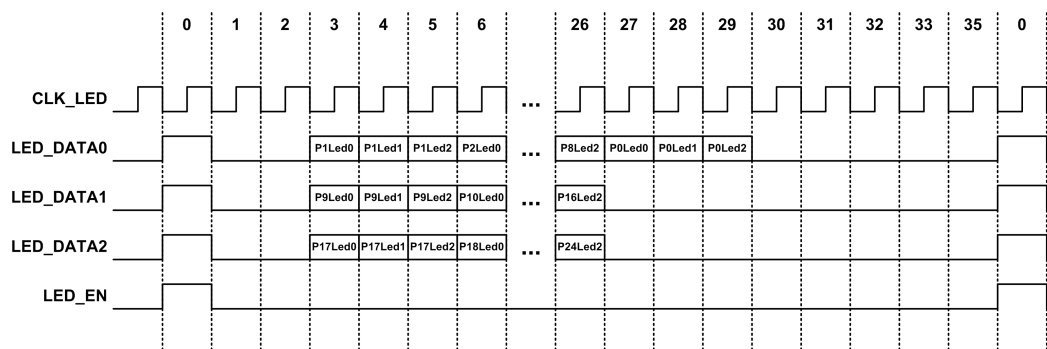 0 1 2 3 4 5 6 26 27 28 29 30 31 32 33 35 0
CLK_LED ...
LED_DATA0 P1Led0 P1Led1 P1Led2 P2Led0 ... P8Led2 P0Led0 P0Led1 P0Led2
LED_DATA1 P9Led0 P9Led1 P9Led2 P10Led0 ... P16Led2
LED_DATA2 P17Led0 P17Led1 P17Led2 P18Led0 ... P24Led2
LED_EN